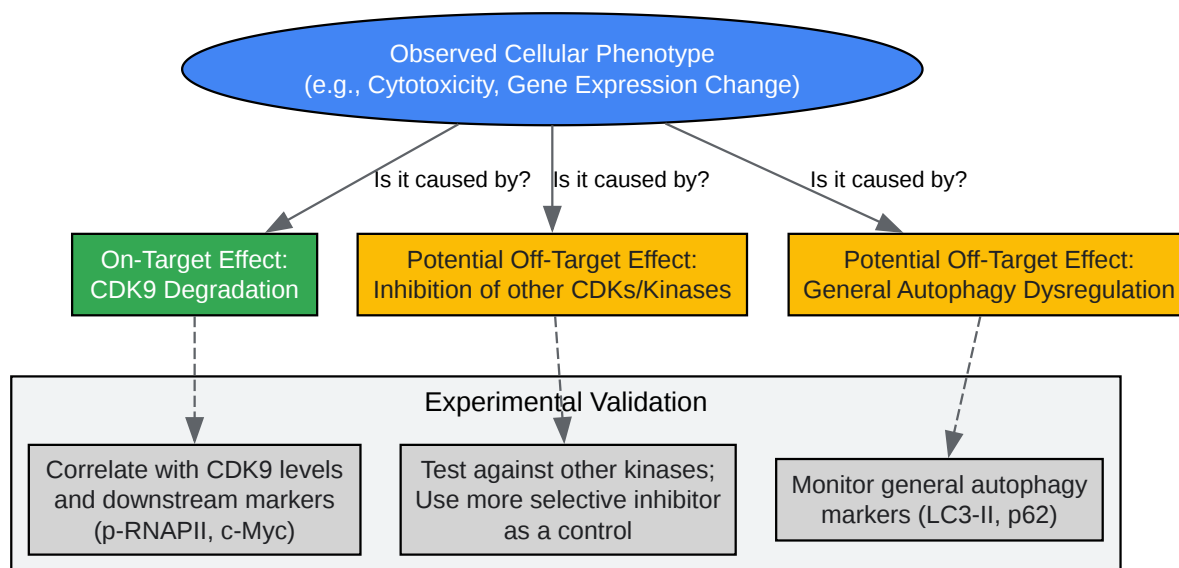 Observed Cellular Phenotype
(e.g., Cytotoxicity, Gene Expression Change)
Is it caused by?
Is it caused by?
Is it caused by?
On-Target Effect:
CDK9 Degradation
Potential Off-Target Effect:
Inhibition of other CDKs/Kinases
Potential Off-Target Effect:
General Autophagy Dysregulation
Experimental Validation
Correlate with CDK9 levels
and downstream markers
(p-RNAPII, c-Myc)
Test against other kinases;
Use more selective inhibitor
as a control
Monitor general autophagy
markers (LC3-II, p62)